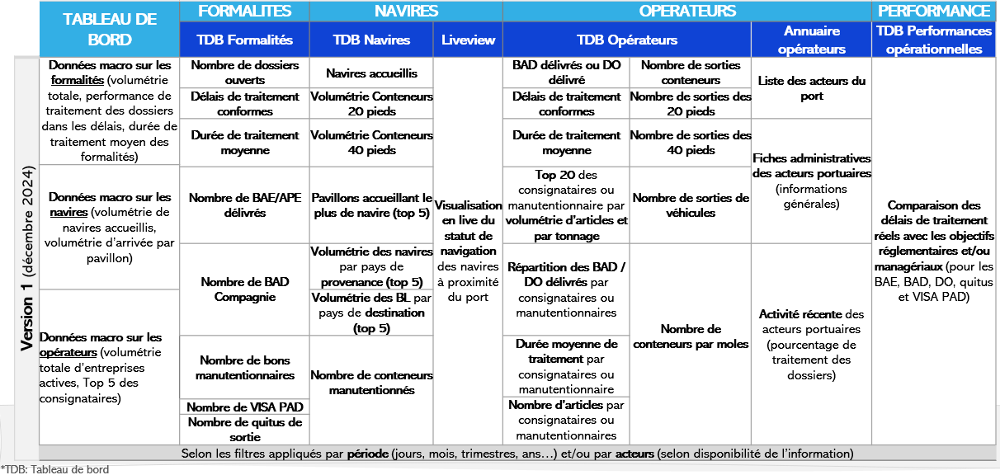 TABLEAU DE
BORD
FORMALITES
NAVIRES
OPERATEURS
PERFORMANCE
TDB Formalités
TDB Navires
Liveview
TDB Opérateurs
Annuaire
opérateurs
TDB Performances
opérationnelles
Version 1 (décembre 2024)
Données macro sur les
formalités (volumétrie
totale, performance de
traitement des dossiers
dans les délais, durée de
traitement moyen des
formalités)
Données macro sur les
navires (volumétrie de
navires accueillis,
volumétrie d'arrivée par
pavillon)
Données macro sur les
opérateurs (volumétrie
totale d'entreprises
actives, Top 5 des
consignataires)
Nombre de dossiers
ouverts
Délais de traitement
conformes
Durée de traitement
moyenne
Nombre de BAE/APE
délivrés
Nombre de BAD
Compagnie
Nombre de bons
manutentionnaires
Nombre de VISA PAD
Nombre de quitus de
sortie
Navires accueillis
Volumétrie Conteneurs
20 pieds
Volumétrie Conteneurs
40 pieds
Pavillons accueillant le
plus de navire (top 5)
Volumétrie des navires
par pays de
provenance (top 5)
Volumétrie des BL par
pays de destination
(top 5)
Nombre de conteneurs
manutentionnés
Visualisation
en live du
statut de
navigation
des navires
à proximité
du port
BAD délivrés ou DO
délivré
Délais de traitement
conformes
Durée de traitement
moyenne
Top 20 des
consignataires ou
manutentionnaire par
volumétrie d'articles et
par tonnage
Répartition des BAD /
DO délivrés par
consignataires ou
manutentionnaires
Durée moyenne de
traitement par
consignataires ou
manutentionnaire
Nombre d'articles par
consignataires ou
manutentionnaires
Nombre de sorties
conteneurs
Nombre de sorties des
20 pieds
Nombre de sorties des
40 pieds
Nombre de sorties de
véhicules
Nombre de
conteneurs par moles
Liste des acteurs du
port
Fiches administratives
des acteurs portuaires
(informations
générales)
Activité récente des
acteurs portuaires
(pourcentage de
traitement des
dossiers)
Comparaison des
délais de traitement
réels avec les objectifs
réglementaires et/ou
managériaux (pour les
BAE, BAD, DO, quitus
et VISA PAD)
Selon les filtres appliqués par période (jours, mois, trimestres, ans…) et/ou par acteurs (selon disponibilité de l'information)
*TDB: Tableau de bord